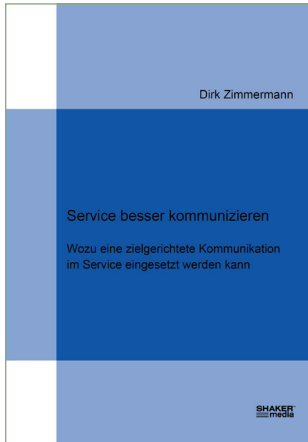 Dirk Zimmermann
Service besser kommunizieren
Wozu eine zielgerichtete Kommunikation
im Service eingesetzt werden kann
SHAKER
media